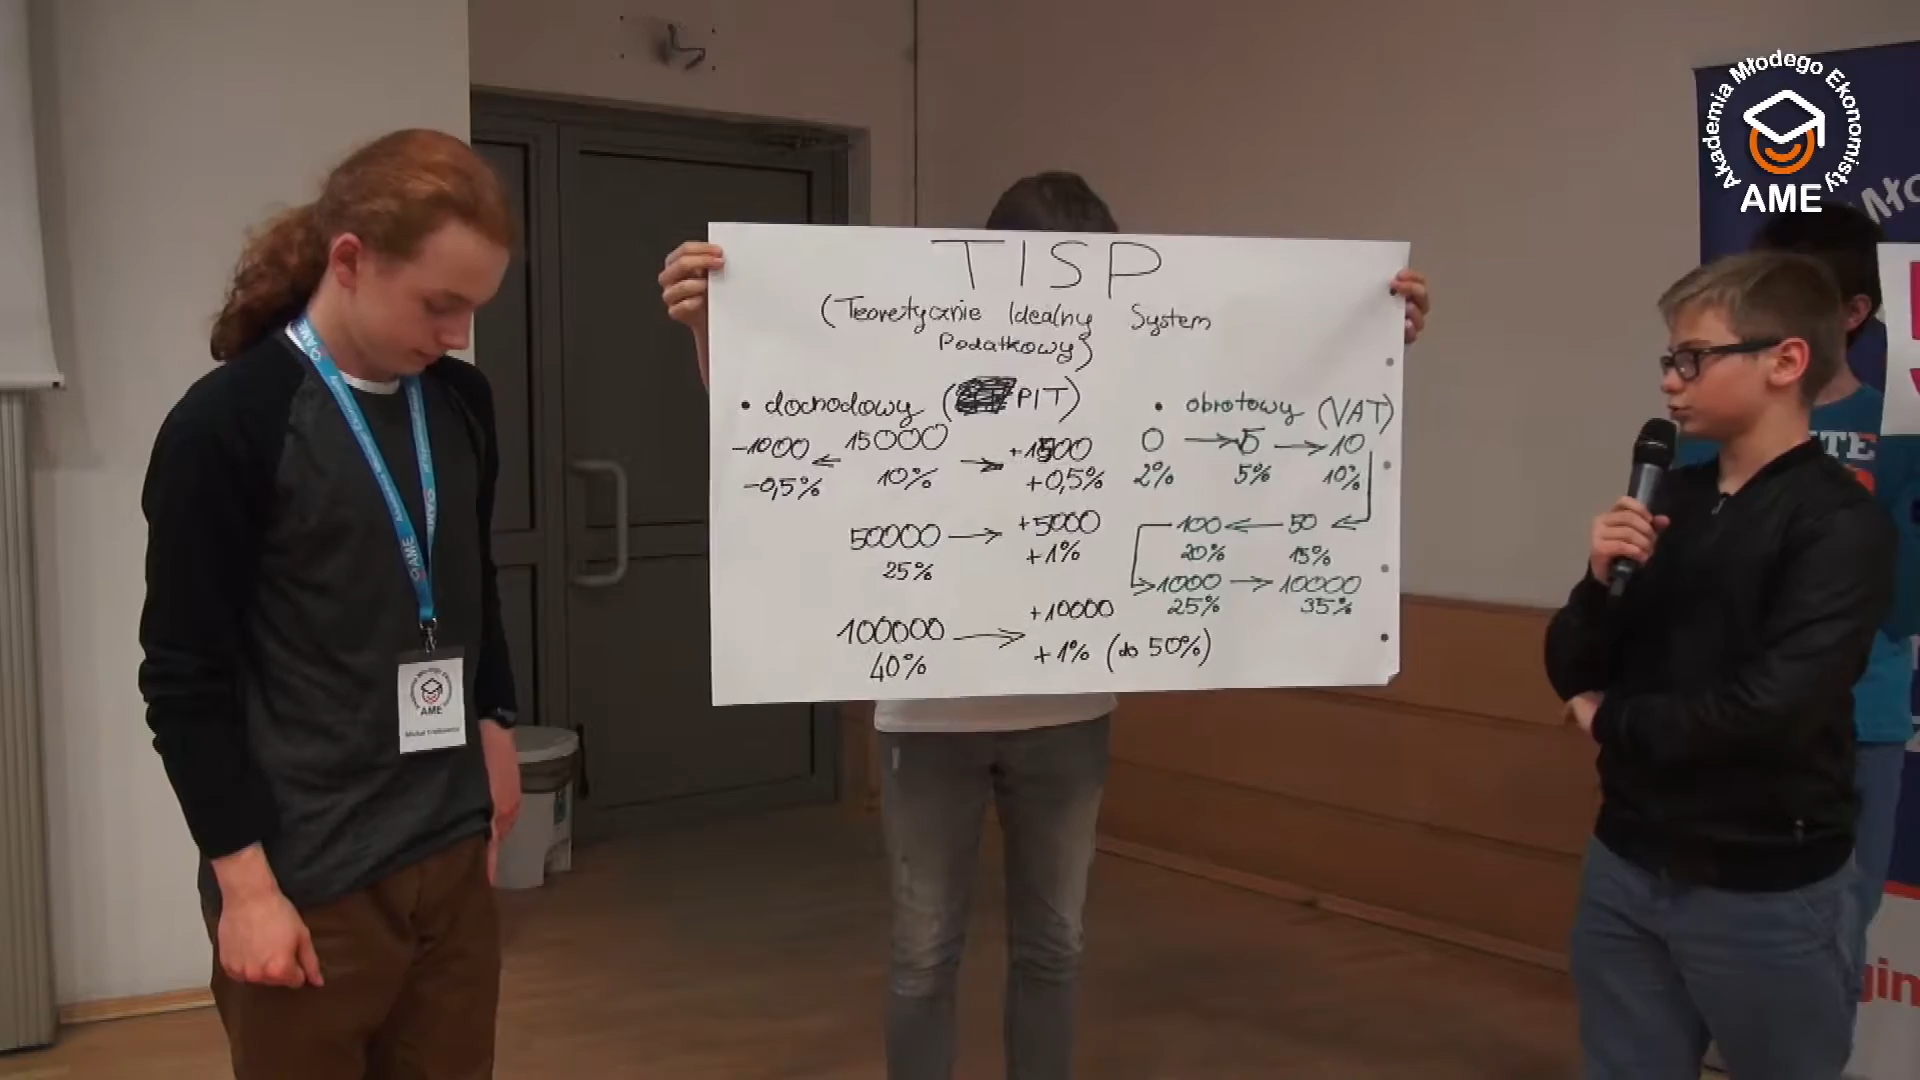 TISP
(Teoretycznie Idealny System
Podatkowy)
• dochodowy (PIT)
-1000 ← 15000 → +1500
-0,5% 10% +0,5%
50000 → +5000
25% +1%
100000 → +10000
40% +1% (do 50%)
• obrotowy (VAT)
0 → 5 → 10
2% 5% 10%
100 ← 50
20% 15%
1000 → 10000
25% 35%
Akademia Młodego Ekonomisty
AME
AME
AME
AME